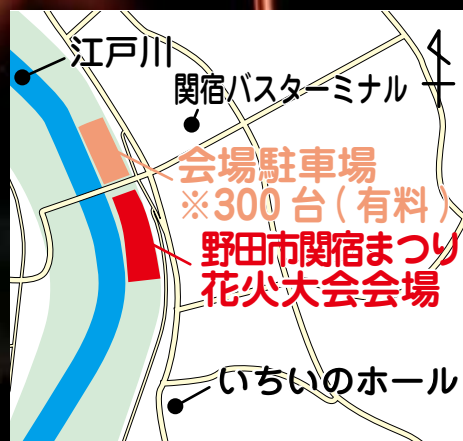 江戸川
関宿バスターミナル
会場駐車場
※300台(有料)
野田市関宿まつり
花火大会会場
いちいのホール